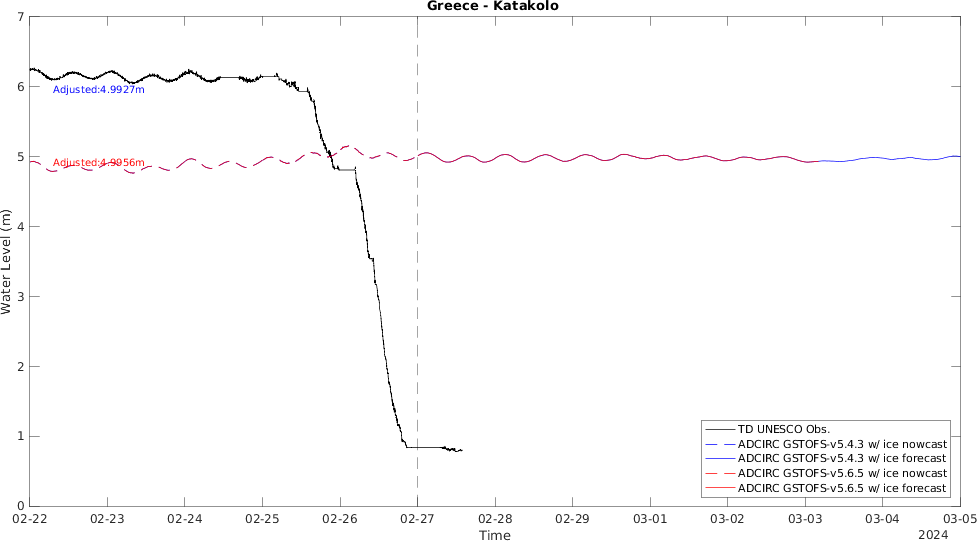 Greece - Katakolo
7
6
5
4
3
2
1
0
Water Level (m)
Adjusted:4.9927m
Adjusted:4.9956m
TD UNESCO Obs.
ADCIRC GSTOFS-v5.4.3 w/ ice nowcast
ADCIRC GSTOFS-v5.4.3 w/ ice forecast
ADCIRC GSTOFS-v5.6.5 w/ ice nowcast
ADCIRC GSTOFS-v5.6.5 w/ ice forecast
02-22 02-23 02-24 02-25 02-26 02-27 02-28 02-29 03-01 03-02 03-03 03-04 03-05
Time
2024